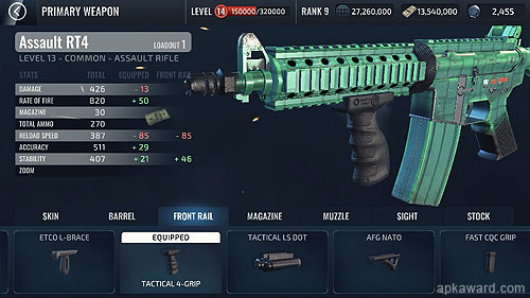 PRIMARY WEAPON
LEVEL 14 150000/320000 RANK 9 27,260,000 13,540,000 2,455
Assault RT4 LOADOUT 1
LEVEL 13 - COMMON - ASSAULT RIFLE
STATS TOTAL EQUIPPED FRONT RAIL
DAMAGE 426 - 13
RATE OF FIRE 820 + 50
MAGAZINE 30
TOTAL AMMO 270
RELOAD SPEED 387 - 85 - 85
ACCURACY 511 + 29
STABILITY 407 + 21 + 46
ZOOM
SKIN BARREL FRONT RAIL MAGAZINE MUZZLE SIGHT STOCK
ETCO L-BRACE EQUIPPED TACTICAL LS DOT AFG NATO FAST CQC GRIP
TACTICAL 4-GRIP
apkaward.com